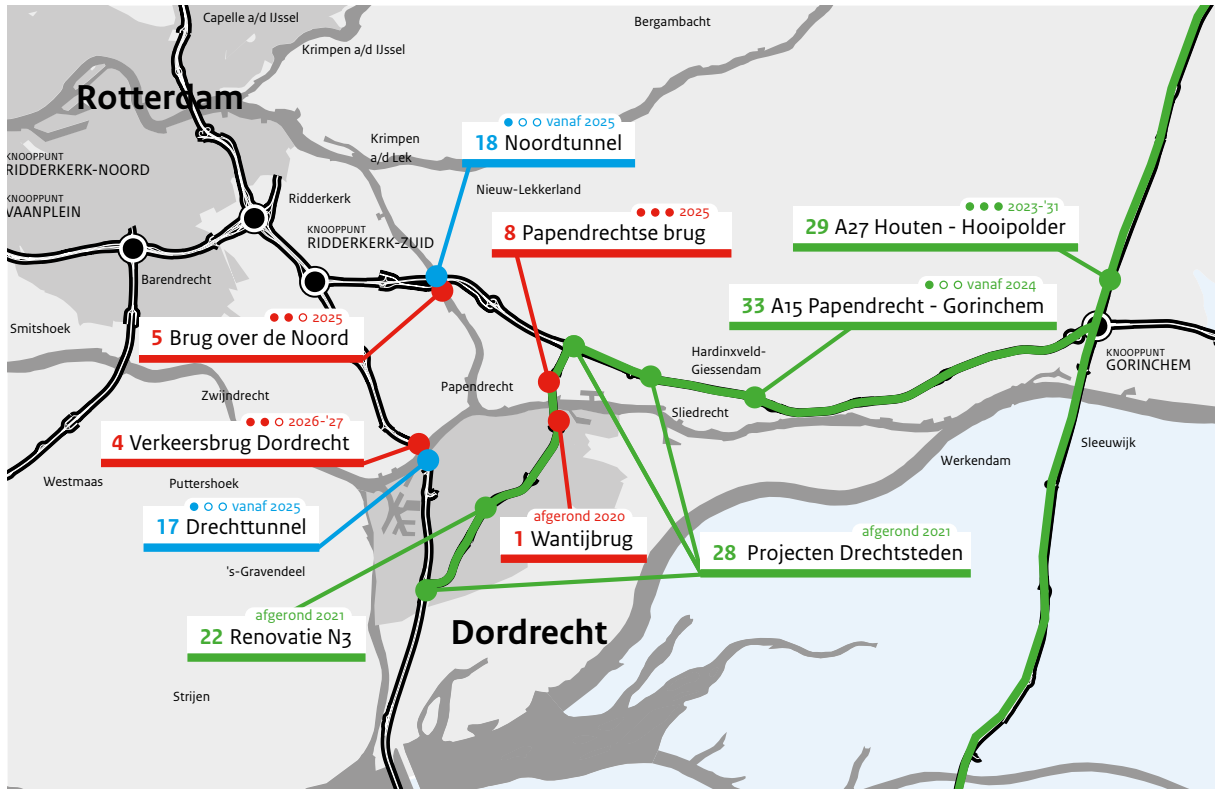 Capelle a/d IJssel
Bergambacht
Krimpen a/d IJssel
Rotterdam
vanaf 2025
18 Noordtunnel
Krimpen
a/d Lek
KNOOPPUNT
RIDDERKERK-NOORD
Nieuw-Lekkerland
Ridderkerk
KNOOPPUNT
VAANPLEIN
2025
8 Papendrechtse brug
2023-'31
29 A27 Houten - Hooipolder
KNOOPPUNT
RIDDERKERK-ZUID
Barendrecht
vanaf 2024
33 A15 Papendrecht - Gorinchem
Smitshoek
2025
5 Brug over de Noord
Hardinxveld-
Giessendam
KNOOPPUNT
GORINCHEM
Zwijndrecht
Papendrecht
Sliedrecht
2026-'27
4 Verkeersbrug Dordrecht
Sleeuwijk
Werkendam
Westmaas
Puttershoek
vanaf 2025
17 Drechttunnel
afgerond 2020
1 Wantijbrug
afgerond 2021
28 Projecten Drechtsteden
's-Gravendeel
afgerond 2021
22 Renovatie N3
Dordrecht
Strijen